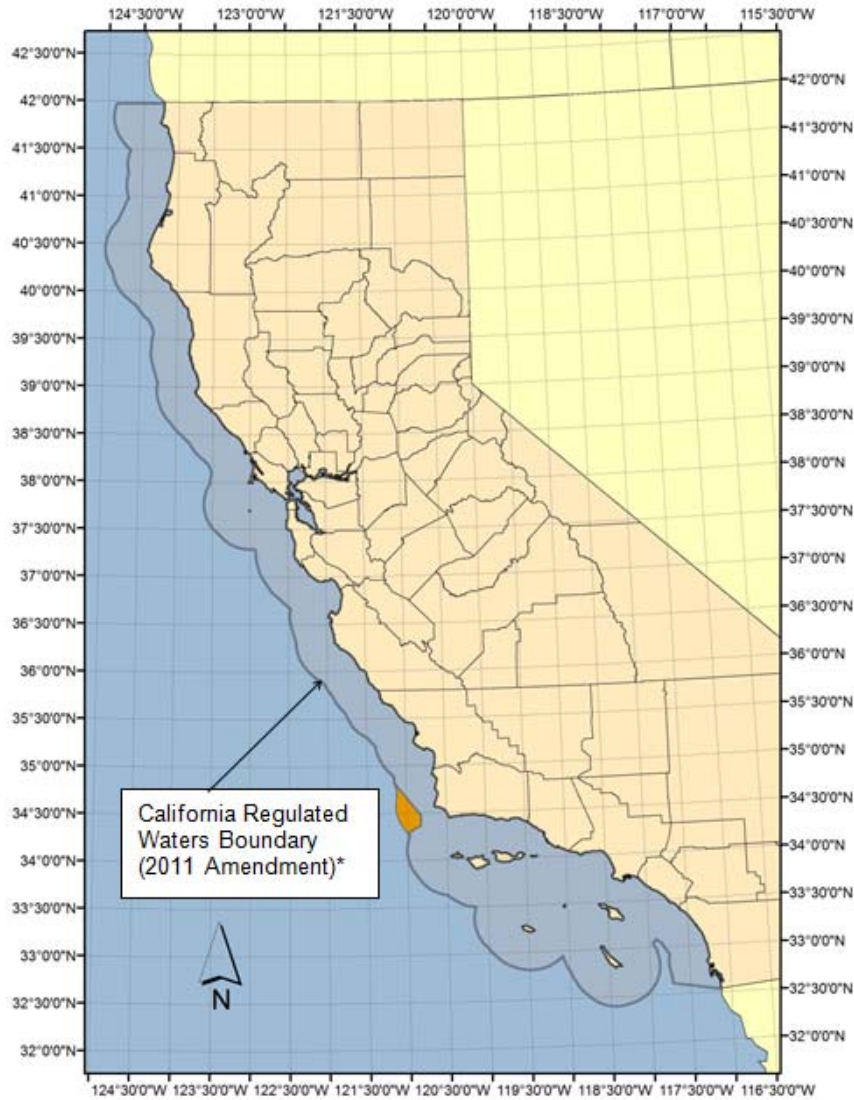 124°30'0"W 123°0'0"W 121°30'0"W 120°0'0"W 118°30'0"W 117°0'0"W 115°30'0"W
42°30'0"N
42°0'0"N
41°30'0"N
41°0'0"N
40°30'0"N
40°0'0"N
39°30'0"N
39°0'0"N
38°30'0"N
38°0'0"N
37°30'0"N
37°0'0"N
36°30'0"N
36°0'0"N
35°30'0"N
35°0'0"N
34°30'0"N
34°0'0"N
33°30'0"N
33°0'0"N
32°30'0"N
32°0'0"N
California Regulated
Waters Boundary
(2011 Amendment)*
N
42°0'0"N
41°30'0"N
41°0'0"N
40°30'0"N
40°0'0"N
39°30'0"N
39°0'0"N
38°30'0"N
38°0'0"N
37°30'0"N
37°0'0"N
36°30'0"N
36°0'0"N
35°30'0"N
35°0'0"N
34°30'0"N
34°0'0"N
33°30'0"N
33°0'0"N
32°30'0"N
32°0'0"N
124°30'0"W 123°30'0"W 122°30'0"W 121°30'0"W 120°30'0"W 119°30'0"W 118°30'0"W 117°30'0"W 116°30'0"W